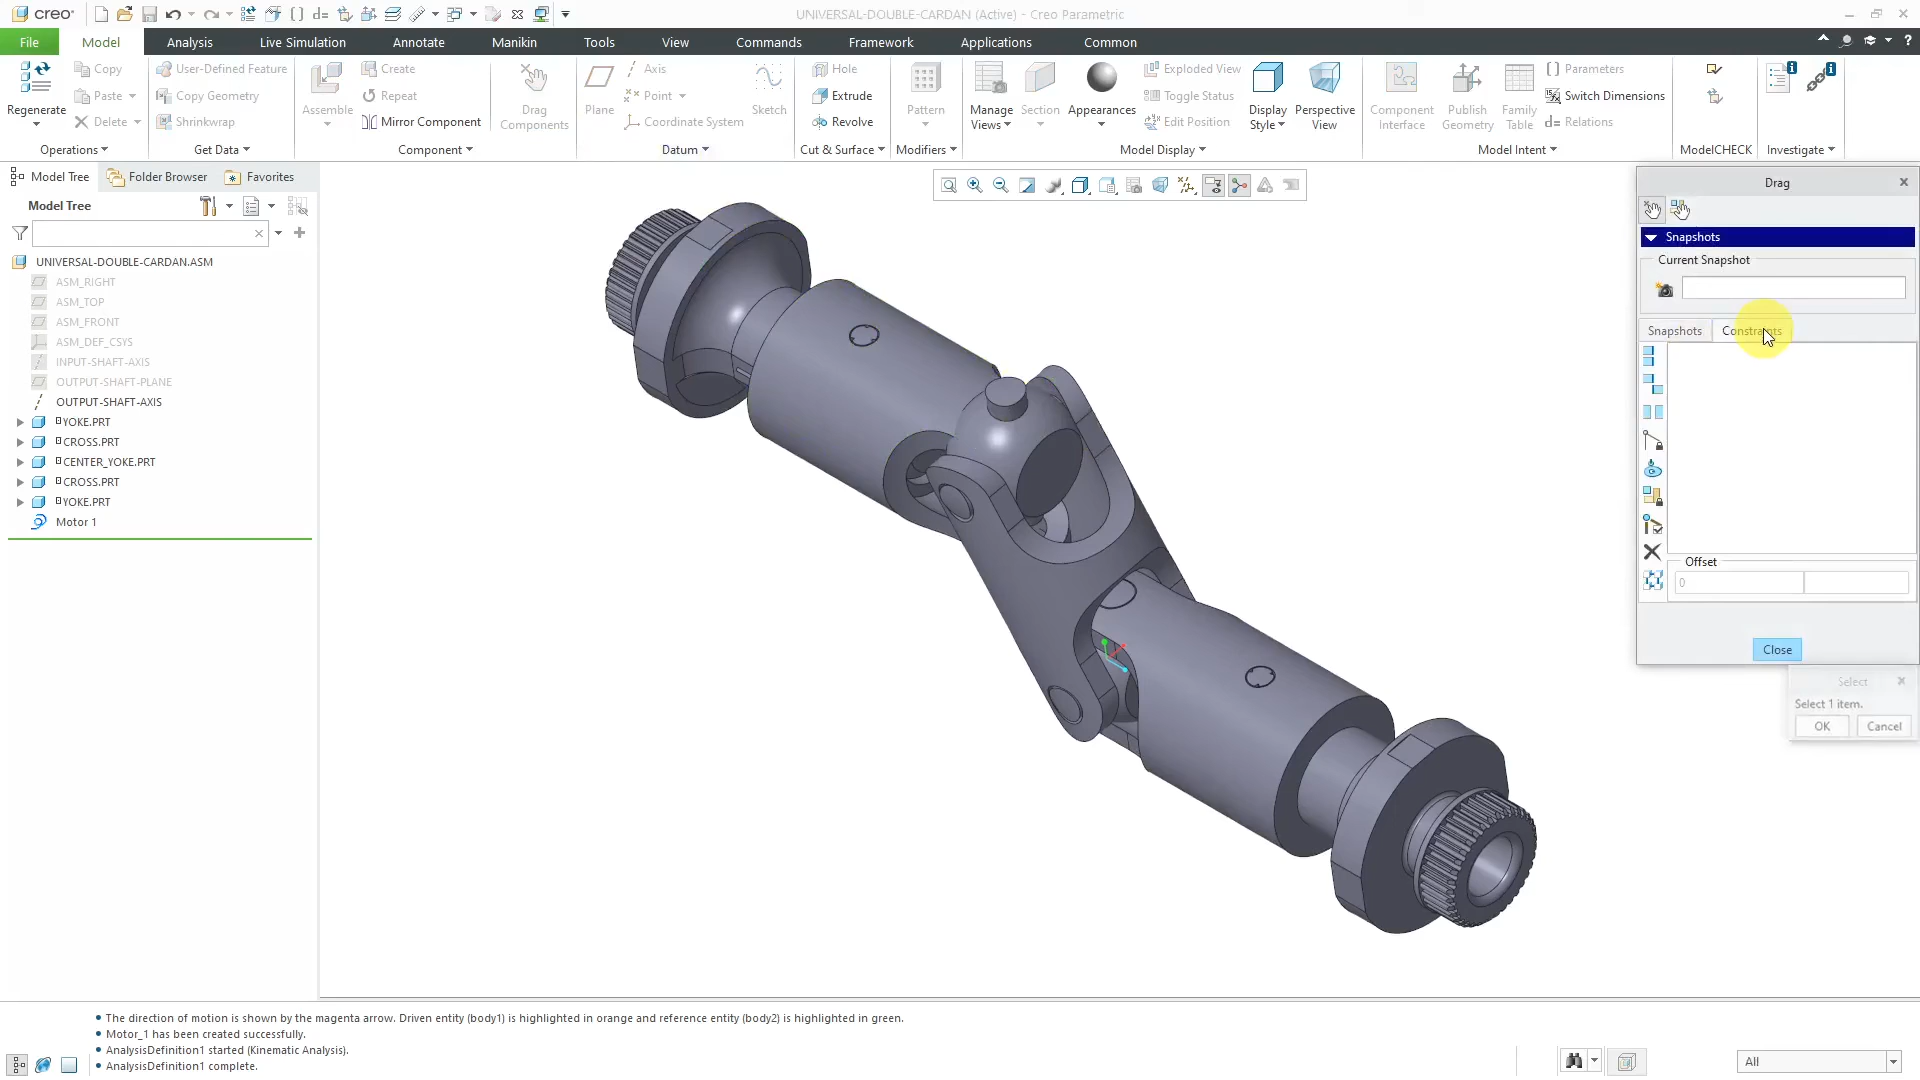 creo
UNIVERSAL-DOUBLE-CARDAN (Active) - Creo Parametric
File Model Analysis Live Simulation Annotate Manikin Tools View Commands Framework Applications Common
Regenerate
Copy
Paste
Delete
Operations
User-Defined Feature
Copy Geometry
Shrinkwrap
Get Data
Assemble
Create
Repeat
Mirror Component
Drag Components
Component
Plane
Axis
Point
Coordinate System
Sketch
Datum
Hole
Extrude
Revolve
Cut & Surface
Pattern
Modifiers
Manage Views
Section
Appearances
Exploded View
Toggle Status
Edit Position
Display Style
Perspective View
Model Display
Component Interface
Publish Geometry
Family Table
Parameters
Switch Dimensions
Relations
Model Intent
ModelCHECK
Investigate
Model Tree Folder Browser Favorites
Model Tree
UNIVERSAL-DOUBLE-CARDAN.ASM
ASM_RIGHT
ASM_TOP
ASM_FRONT
ASM_DEF_CSYS
INPUT-SHAFT-AXIS
OUTPUT-SHAFT-PLANE
OUTPUT-SHAFT-AXIS
YOKE.PRT
CROSS.PRT
CENTER_YOKE.PRT
CROSS.PRT
YOKE.PRT
Motor 1
Drag
Snapshots
Current Snapshot
Snapshots Constraints
Offset
0
Close
Select
Select 1 item.
OK Cancel
The direction of motion is shown by the magenta arrow. Driven entity (body1) is highlighted in orange and reference entity (body2) is highlighted in green.
Motor_1 has been created successfully.
AnalysisDefinition1 started (Kinematic Analysis).
AnalysisDefinition1 complete.
All